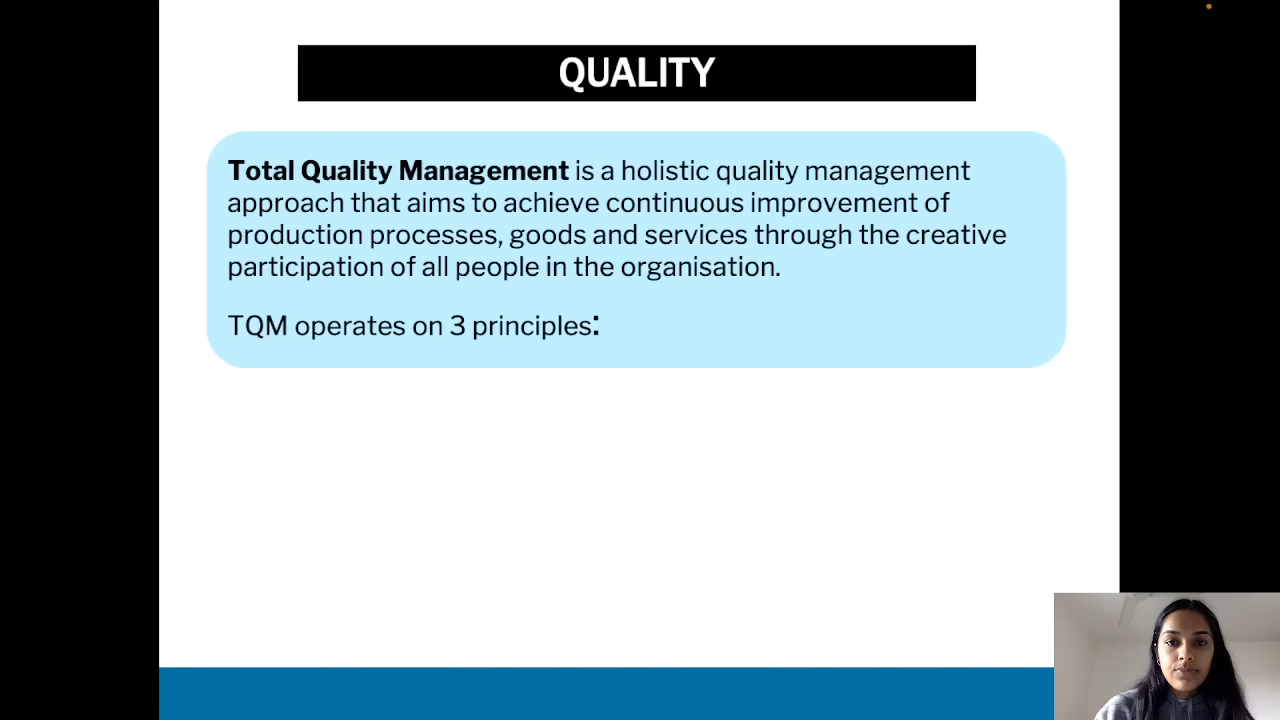 QUALITY
Total Quality Management is a holistic quality management
approach that aims to achieve continuous improvement of
production processes, goods and services through the creative
participation of all people in the organisation.
TQM operates on 3 principles: